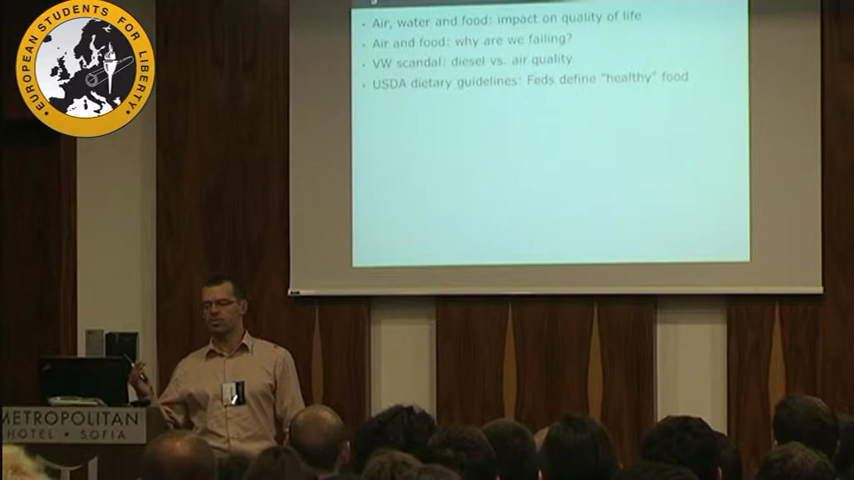 EUROPEAN STUDENTS FOR LIBERTY
• Air, water and food: impact on quality of life
• Air and food: why are we failing?
• VW scandal: diesel vs. air quality
• USDA dietary guidelines: Feds define "healthy" food
METROPOLITAN
HOTEL • SOFIA